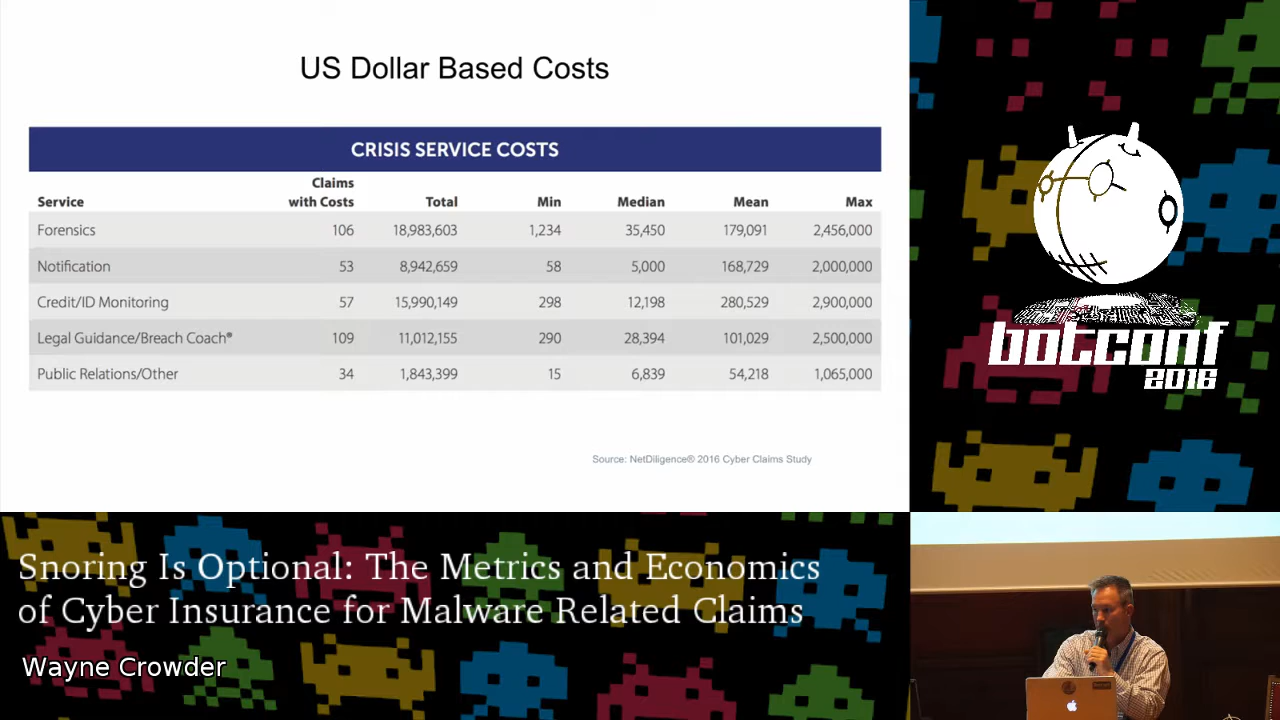 US Dollar Based Costs
CRISIS SERVICE COSTS
Service Claims with Costs Total Min Median Mean Max
Forensics 106 18,983,603 1,234 35,450 179,091 2,456,000
Notification 53 8,942,659 58 5,000 168,729 2,000,000
Credit/ID Monitoring 57 15,990,149 298 12,198 280,529 2,900,000
Legal Guidance/Breach Coach® 109 11,012,155 290 28,394 101,029 2,500,000
Public Relations/Other 34 1,843,399 15 6,839 54,218 1,065,000
Source: NetDiligence® 2016 Cyber Claims Study
botconf
2016
Snoring Is Optional: The Metrics and Economics
of Cyber Insurance for Malware Related Claims
Wayne Crowder